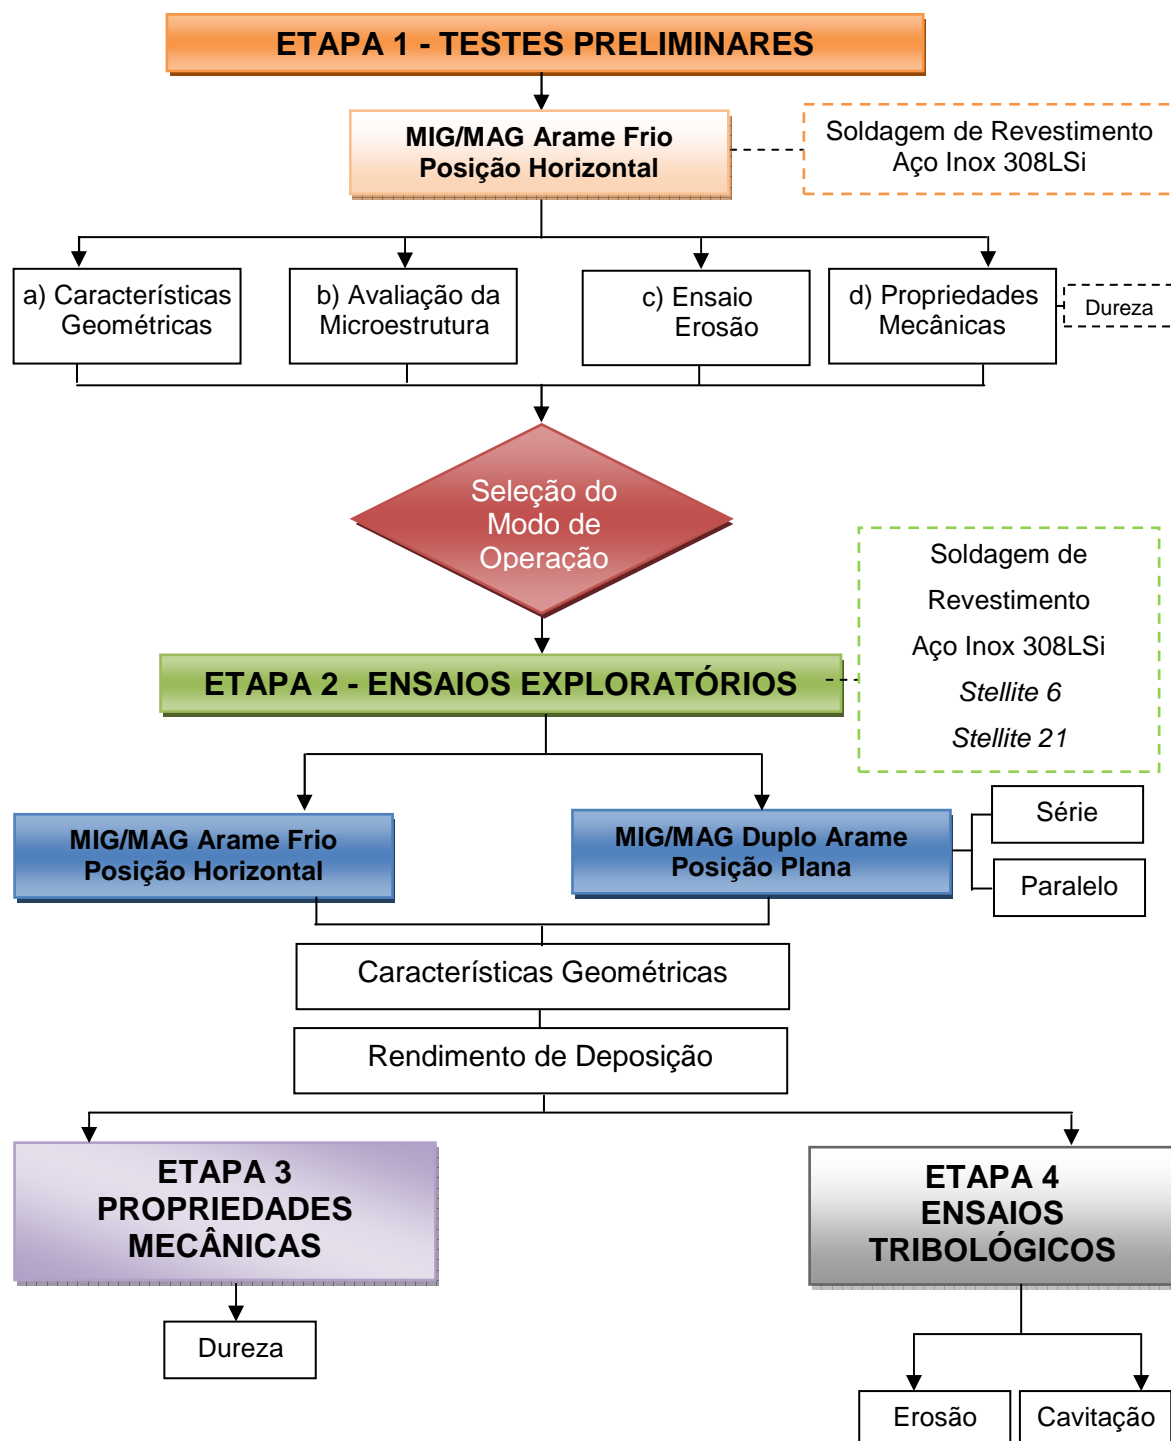 ETAPA 1 - TESTES PRELIMINARES
MIG/MAG Arame Frio
Posição Horizontal
Soldagem de Revestimento
Aço Inox 308LSi
a) Características
Geométricas
b) Avaliação da
Microestrutura
c) Ensaio
Erosão
d) Propriedades
Mecânicas
Dureza
Seleção do
Modo de
Operação
Soldagem de
Revestimento
Aço Inox 308LSi
Stellite 6
Stellite 21
ETAPA 2 - ENSAIOS EXPLORATÓRIOS
MIG/MAG Arame Frio
Posição Horizontal
MIG/MAG Duplo Arame
Posição Plana
Série
Paralelo
Características Geométricas
Rendimento de Deposição
ETAPA 3
PROPRIEDADES
MECÂNICAS
ETAPA 4
ENSAIOS
TRIBOLÓGICOS
Dureza
Erosão
Cavitação